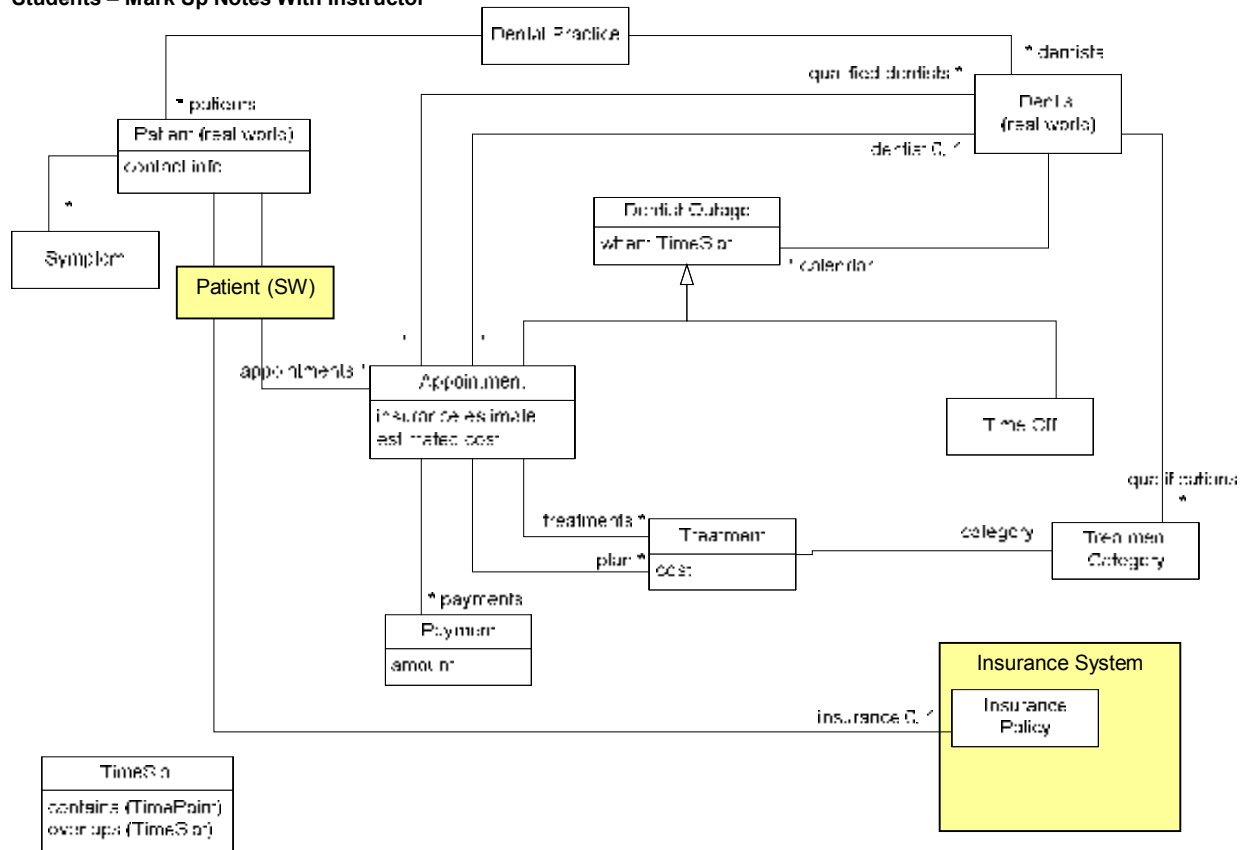 Students – Mark Up Notes With Instructor
Dental Practice
* dentists
qualified dentists *
* patients
Dentis
(real world)
Patient (real world)
contact info
dentist 0..1
*
Dentist Outage
when: TimeSlot
* calendar
Symptom
Patient (SW)
*
*
appointments *
Appointment
insurance estimate
estimated cost
Time Off
qualifications
*
treatments *
Treatment
category
Treatment
Category
plan *
cost
* payments
Payment
amount
Insurance System
Insurance
Policy
insurance 0..1
TimeSlot
contains (TimePoint)
overlaps (TimeSlot)